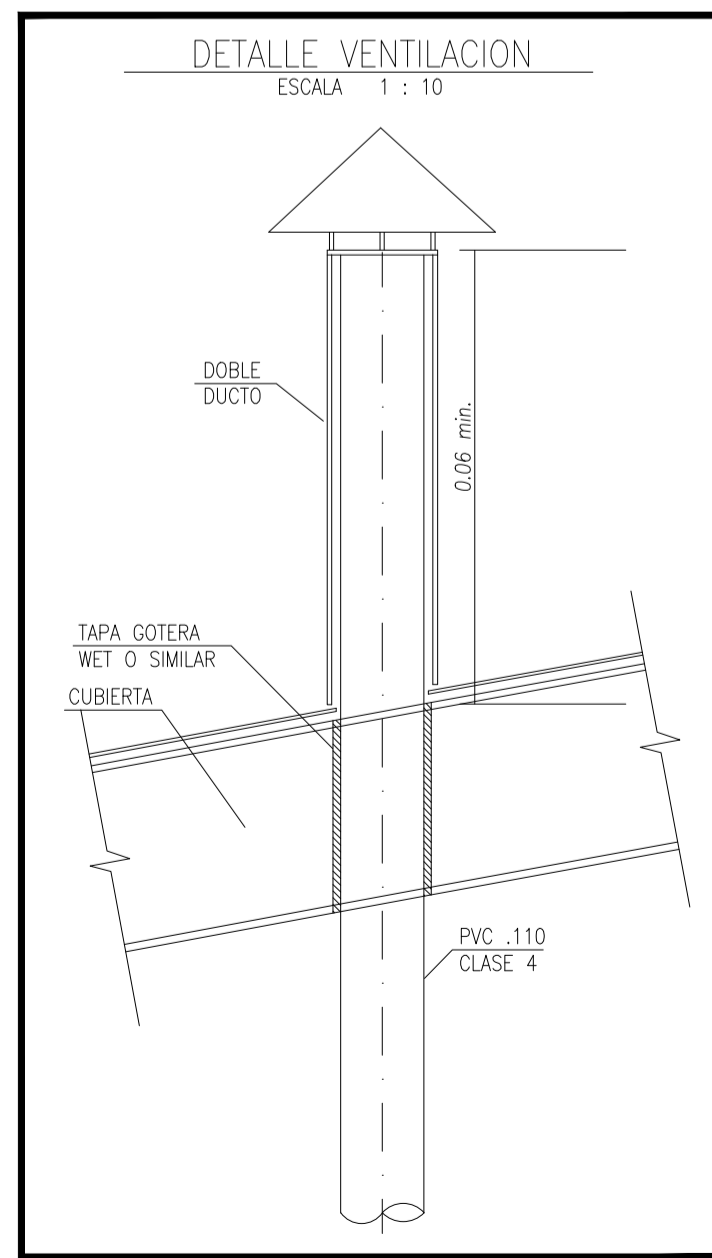 DETALLE VENTILACION
ESCALA 1 : 10
DOBLE
DUCTO
0.06 min.
TAPA GOTERA
WET O SIMILAR
CUBIERTA
PVC .110
CLASE 4